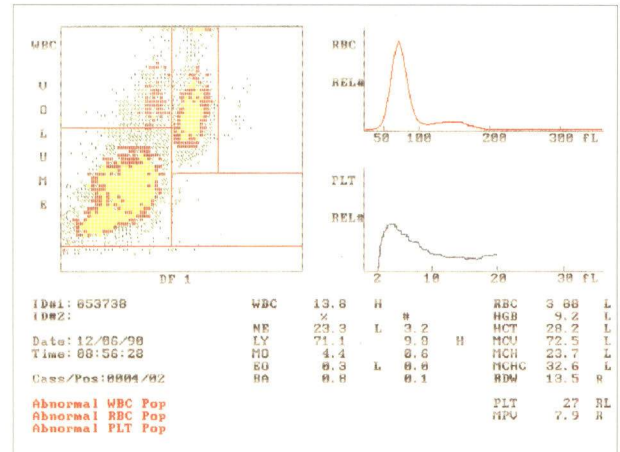 WBC
VOLUME
DF 1
RBC
REL#
50 100 200 300 fL
PLT
REL#
2 10 20 30 fL
ID#1: 053738
ID#2:
Date: 12/06/90
Time: 08:56:28
Cass/Pos:0004/02
Abnormal WBC Pop
Abnormal RBC Pop
Abnormal PLT Pop
WBC 13.8 H
% #
NE 23.3 L 3.2
LY 71.1 9.8 H
MO 4.4 0.6
EO 0.3 L 0.0
BA 0.8 0.1
RBC 3.88 L
HGB 9.2 L
HCT 28.2 L
MCV 72.5 L
MCH 23.7 L
MCHC 32.6 L
RDW 13.5 R
PLT 27 RL
MPV 7.9 R